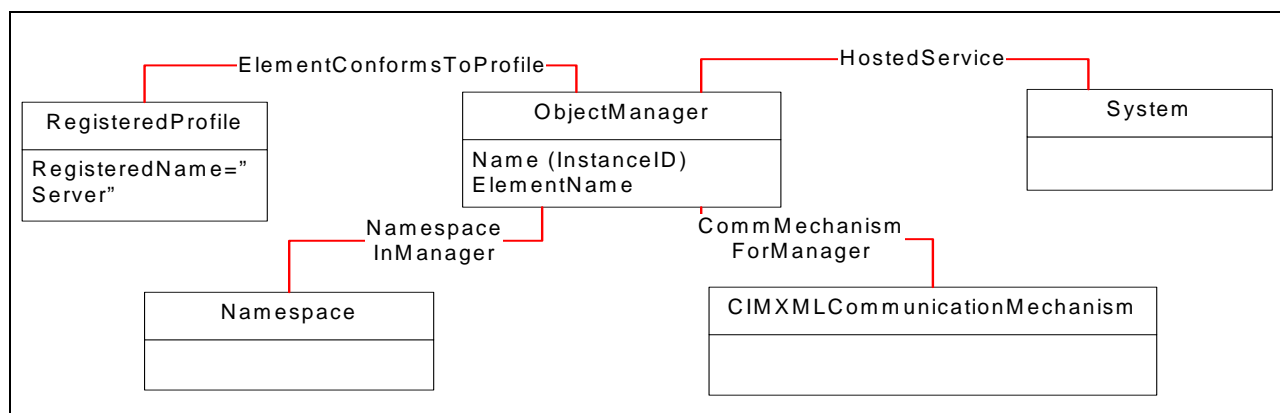 ElementConformsToProfile
HostedService
RegisteredProfile
RegisteredName="
Server"
ObjectManager
Name (InstanceID)
ElementName
System
Namespace
InManager
CommMechanism
ForManager
Namespace
CIMXMLCommunicationMechanism